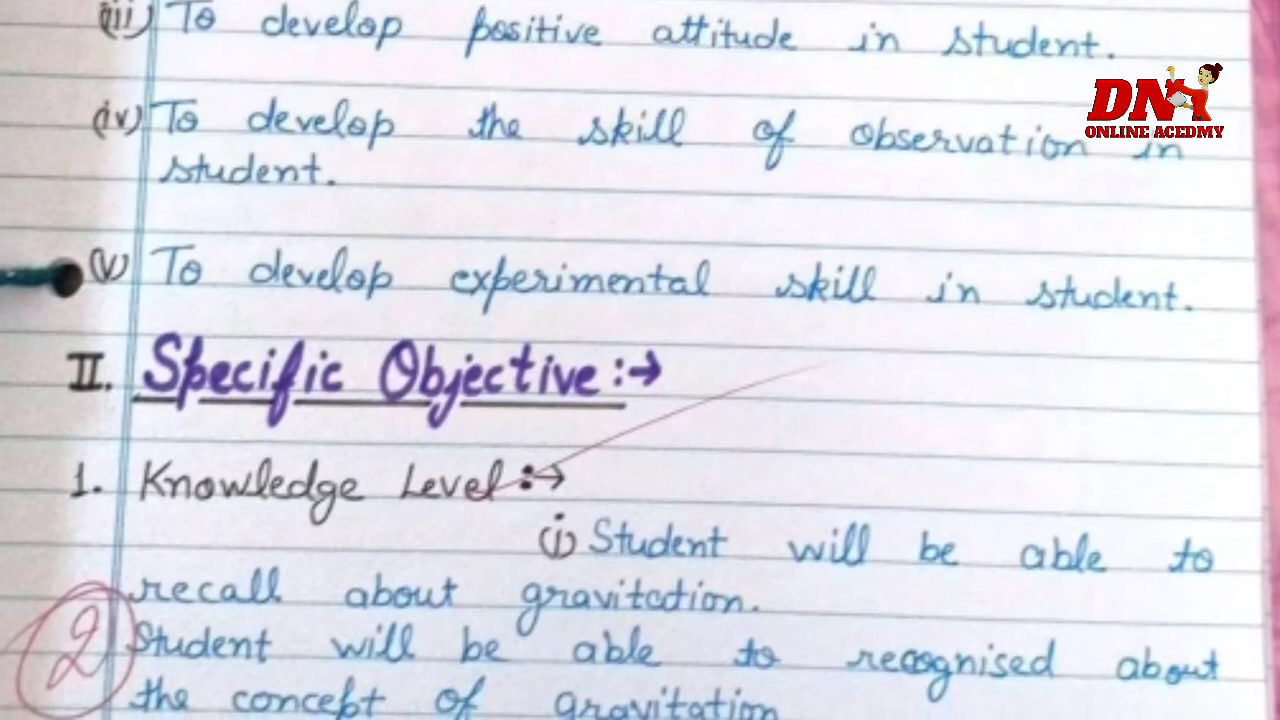 (iii) To develop positive attitude in student.
(iv) To develop the skill of observation in
student.
(v) To develop experimental skill in student.
II. Specific Objective :→
1. Knowledge Level :→
(i) Student will be able to
recall about gravitation.
2
Student will be able to recognised about
the concept of gravitation
DNA
ONLINE ACEDMY